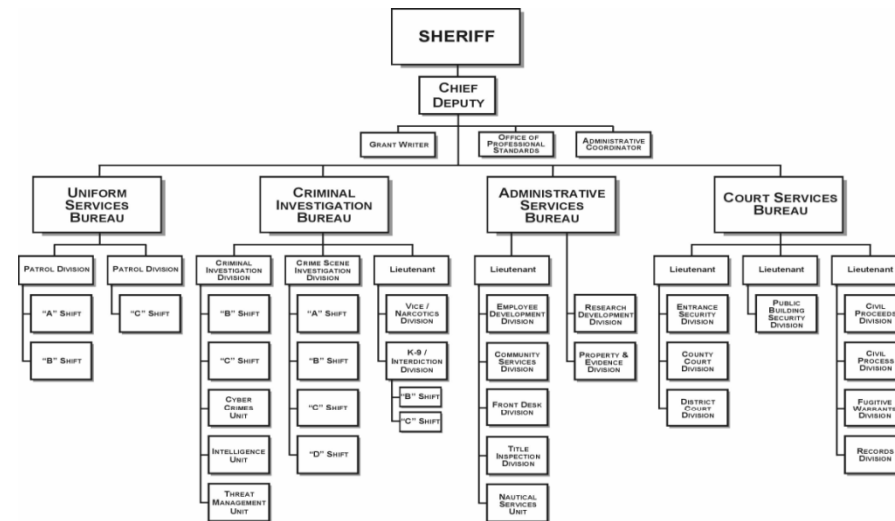 SHERIFF
CHIEF
DEPUTY
GRANT WRITER
OFFICE OF
PROFESSIONAL
STANDARDS
ADMINISTRATIVE
COORDINATOR
UNIFORM
SERVICES
BUREAU
CRIMINAL
INVESTIGATION
BUREAU
ADMINISTRATIVE
SERVICES
BUREAU
COURT SERVICES
BUREAU
PATROL DIVISION
"A" SHIFT
"B" SHIFT
PATROL DIVISION
"C" SHIFT
CRIMINAL
INVESTIGATION
DIVISION
"B" SHIFT
"C" SHIFT
CYBER
CRIMES
UNIT
INTELLIGENCE
UNIT
THREAT
MANAGEMENT
UNIT
CRIME SCENE
INVESTIGATION
DIVISION
"A" SHIFT
"B" SHIFT
"C" SHIFT
"D" SHIFT
Lieutenant
VICE /
NARCOTICS
DIVISION
K-9 /
INTERDICTION
DIVISION
"B" SHIFT
"C" SHIFT
Lieutenant
EMPLOYEE
DEVELOPMENT
DIVISION
COMMUNITY
SERVICES
DIVISION
FRONT DESK
DIVISION
TITLE
INSPECTION
DIVISION
NAUTICAL
SERVICES
UNIT
RESEARCH
DEVELOPMENT
DIVISION
PROPERTY &
EVIDENCE DIVISION
Lieutenant
ENTRANCE
SECURITY
DIVISION
COUNTY
COURT
DIVISION
DISTRICT
COURT
DIVISION
Lieutenant
PUBLIC
BUILDING
SECURITY
DIVISION
Lieutenant
CIVIL
PROCEEDS
DIVISION
CIVIL
PROCESS
DIVISION
FUGITIVE
WARRANTS
DIVISION
RECORDS
DIVISION